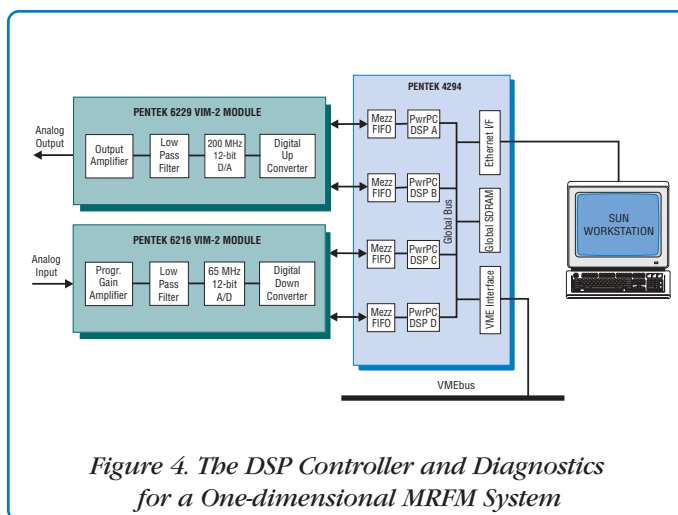 PENTEK 4294
PENTEK 6229 VIM-2 MODULE
Analog
Output
Output
Amplifier
Low
Pass
Filter
200 MHz
12-bit
D/A
Digital
Up
Converter
PENTEK 6216 VIM-2 MODULE
Analog
Input
Progr.
Gain
Amplifier
Low
Pass
Filter
65 MHz
12-bit
A/D
Digital
Down
Converter
Mezz
FIFO
PwrPC
DSP A
Mezz
FIFO
PwrPC
DSP B
Mezz
FIFO
PwrPC
DSP C
Mezz
FIFO
PwrPC
DSP D
Global Bus
Ethernet I/F
Global SDRAM
VME Interface
SUN
WORKSTATION
VMEbus
Figure 4. The DSP Controller and Diagnostics
for a One-dimensional MRFM System